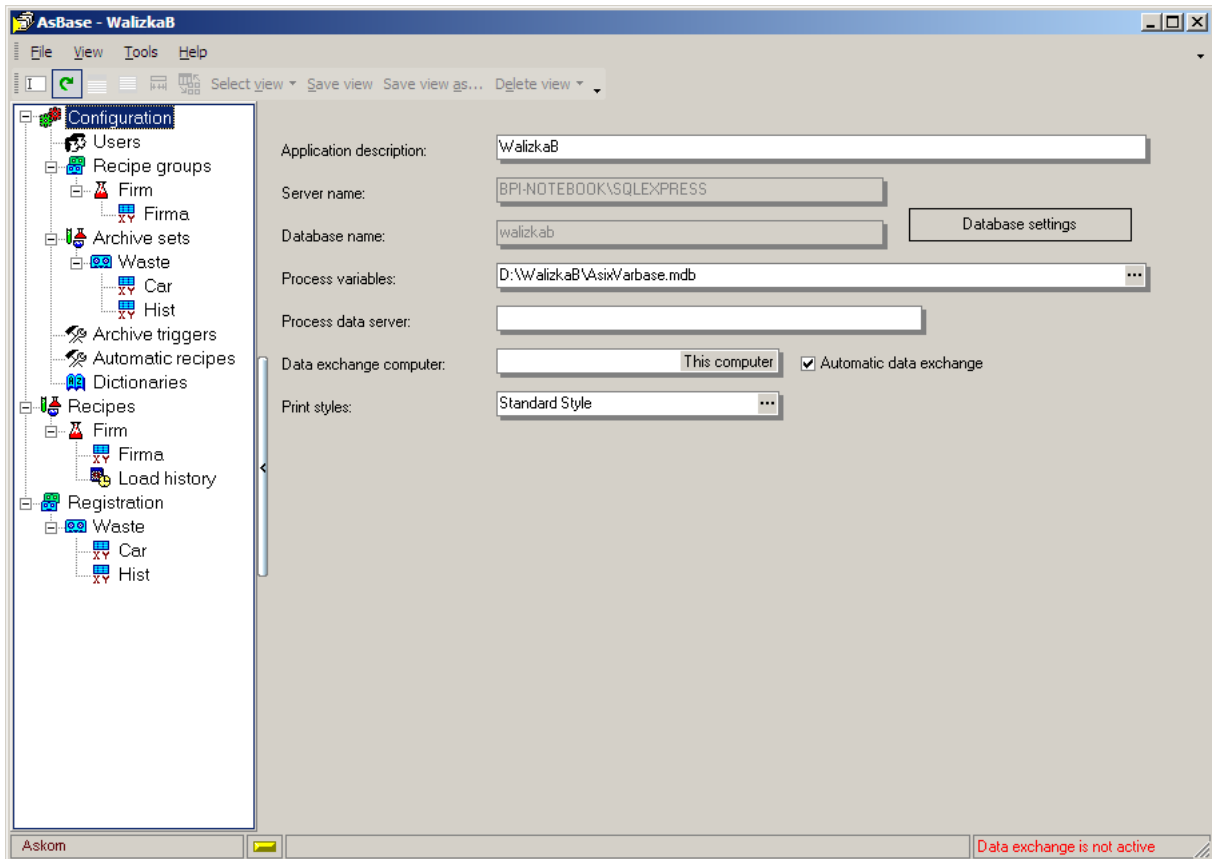 AsBase - WalizkaB
File View Tools Help
Select view Save view Save view as... Delete view
Configuration
Users
Recipe groups
Firm
Firma
Archive sets
Waste
Car
Hist
Archive triggers
Automatic recipes
Dictionaries
Recipes
Firm
Firma
Load history
Registration
Waste
Car
Hist
Application description: WalizkaB
Server name: BPI-NOTEBOOK\SQLEXPRESS
Database name: walizkab
Database settings
Process variables: D:\WalizkaB\AsixVarbase.mdb ...
Process data server:
Data exchange computer: This computer Automatic data exchange
Print styles: Standard Style ...
Askom
Data exchange is not active